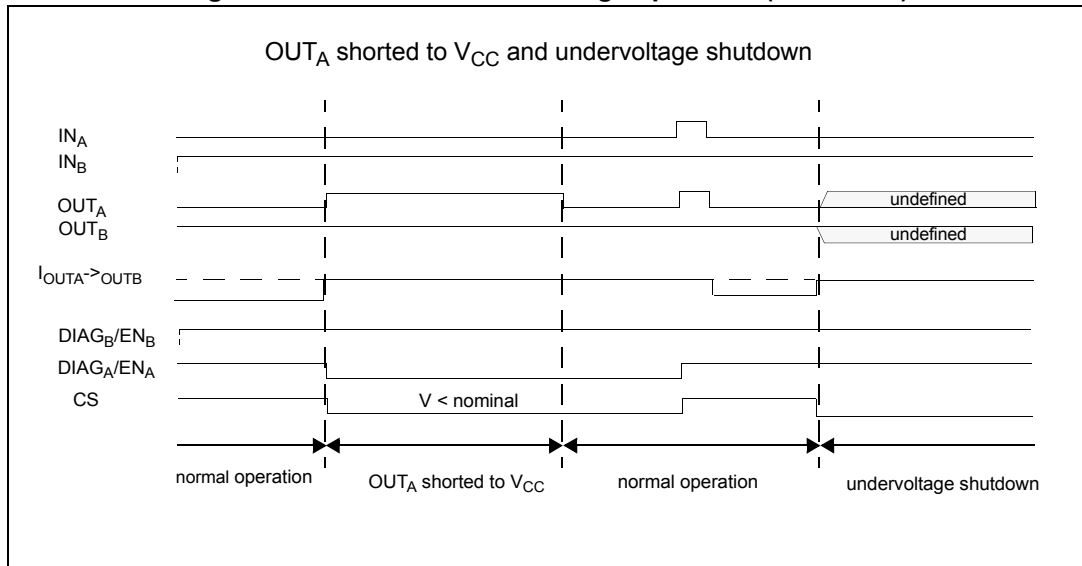 OUTA shorted to VCC and undervoltage shutdown
INA
INB
OUTA
undefined
OUTB
undefined
IOUTA->OUTB
DIAGB/ENB
DIAGA/ENA
CS
V < nominal
normal operation
OUTA shorted to VCC
normal operation
undervoltage shutdown